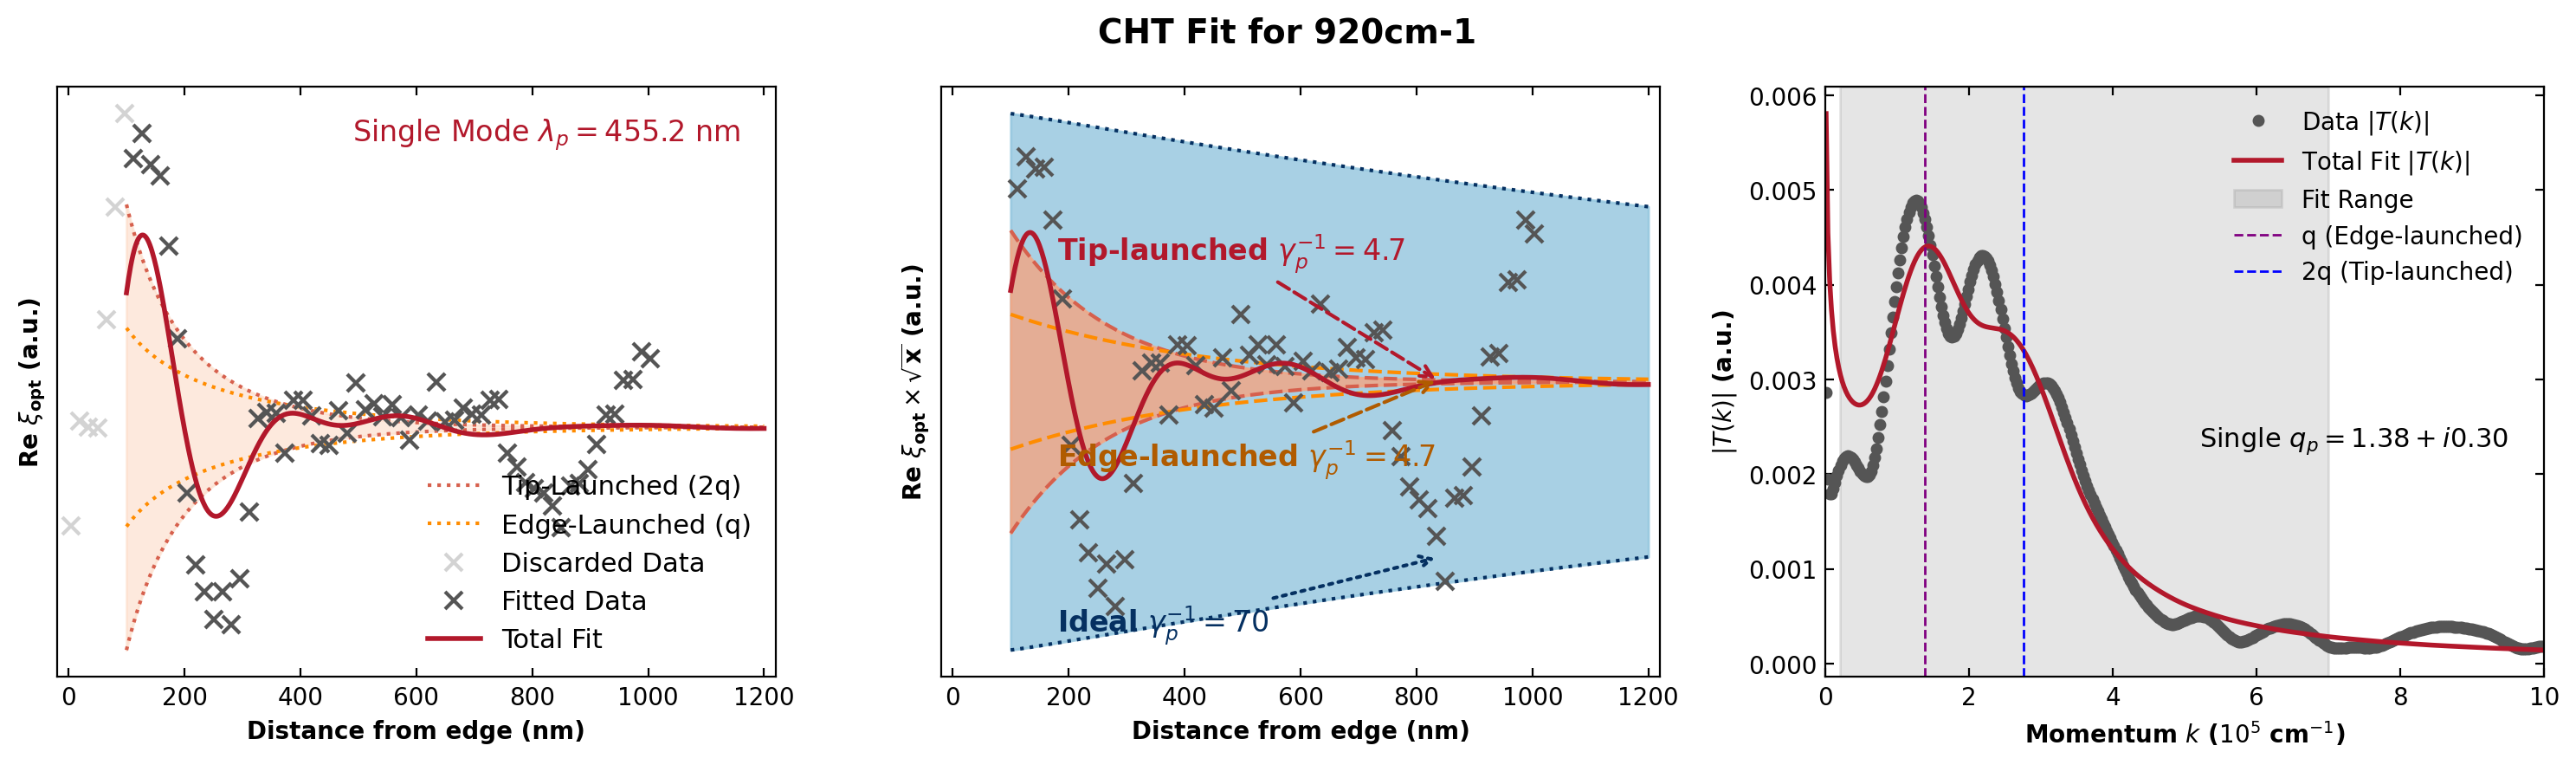 CHT Fit for 920cm-1
Re ξopt (a.u.)
Single Mode λp = 455.2 nm
Tip-Launched (2q)
Edge-Launched (q)
Discarded Data
Fitted Data
Total Fit
0 200 400 600 800 1000 1200
Distance from edge (nm)
Re ξopt × √x (a.u.)
Tip-launched γp⁻¹ = 4.7
Edge-launched γp⁻¹ = 4.7
Ideal γp⁻¹ = 70
0 200 400 600 800 1000 1200
Distance from edge (nm)
|T(k)| (a.u.)
0.006
0.005
0.004
0.003
0.002
0.001
0.000
Data |T(k)|
Total Fit |T(k)|
Fit Range
q (Edge-launched)
2q (Tip-launched)
Single qp = 1.38 + i0.30
0 2 4 6 8 10
Momentum k (10⁵ cm⁻¹)